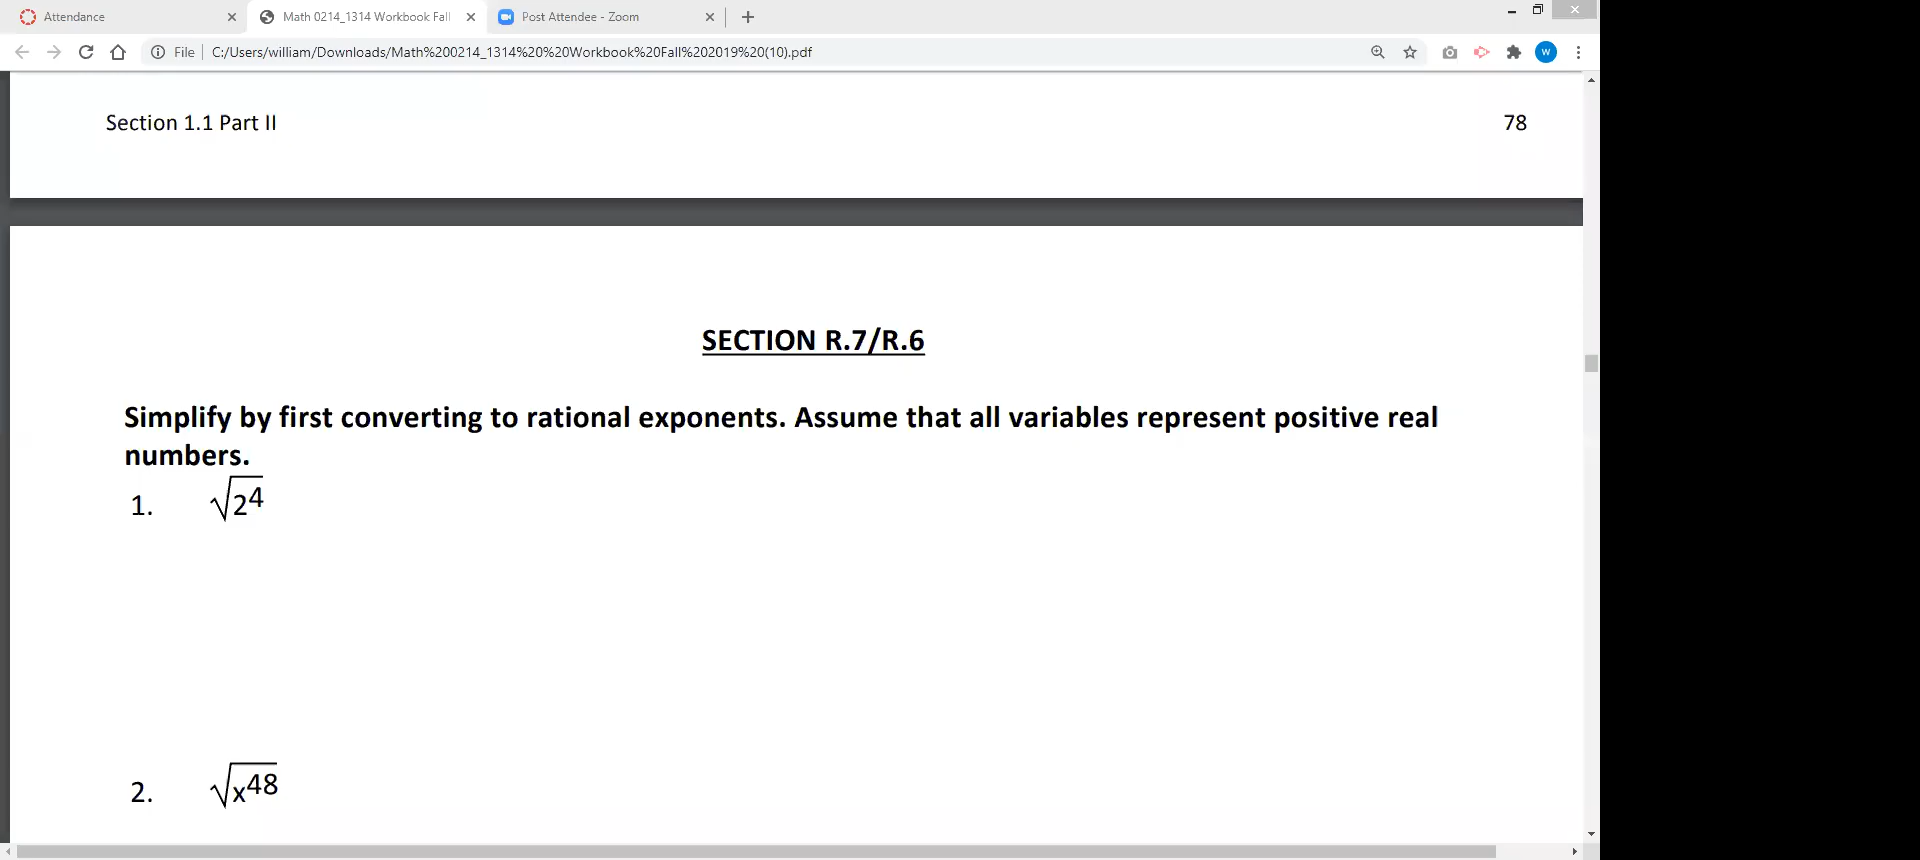 Attendance
Math 0214_1314 Workbook Fall
Post Attendee - Zoom
File
C:/Users/william/Downloads/Math%200214_1314%20%20Workbook%20Fall%202019%20(10).pdf
W
Section 1.1 Part II
78
SECTION R.7/R.6
Simplify by first converting to rational exponents. Assume that all variables represent positive real
numbers.
1. √2⁴
2. √x⁴⁸